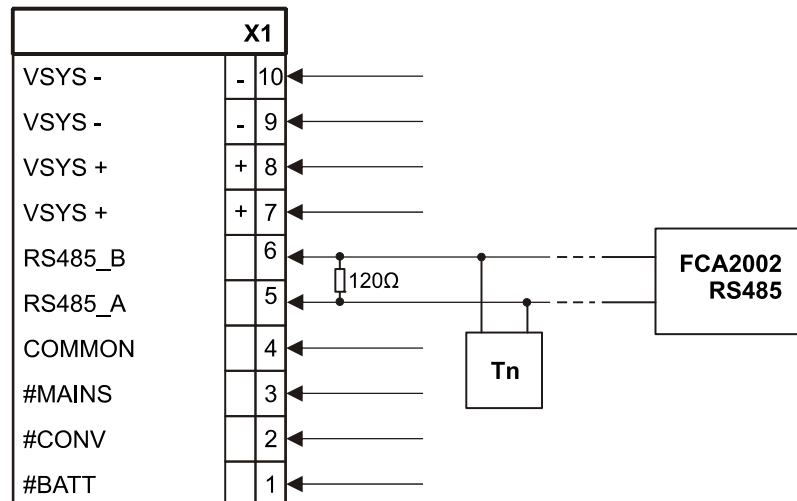 X1
VSYS - - 10
VSYS - - 9
VSYS + + 8
VSYS + + 7
RS485_B 6
120Ω
RS485_A 5
COMMON 4
#MAINS 3
#CONV 2
#BATT 1
Tn
FCA2002
RS485